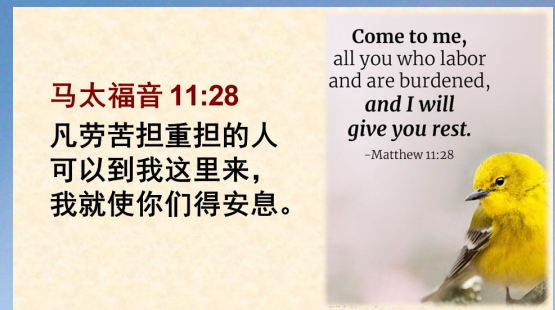 马太福音 11:28
凡劳苦担重担的人
可以到我这里来，
我就使你们得安息。
Come to me,
all you who labor
and are burdened,
and I will
give you rest.
-Matthew 11:28